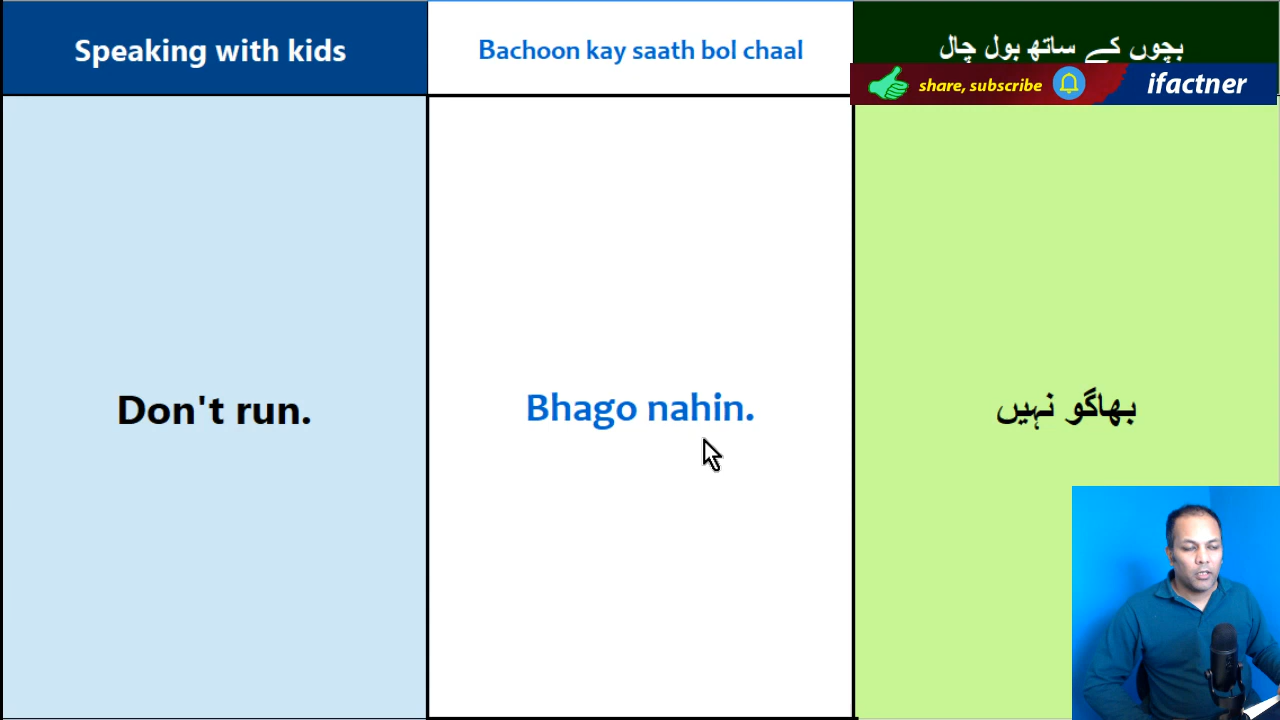 Speaking with kids
Bachoon kay saath bol chaal
بچوں کے ساتھ بول چال
share, subscribe
ifactner
Don't run.
Bhago nahin.
بھاگو نہیں